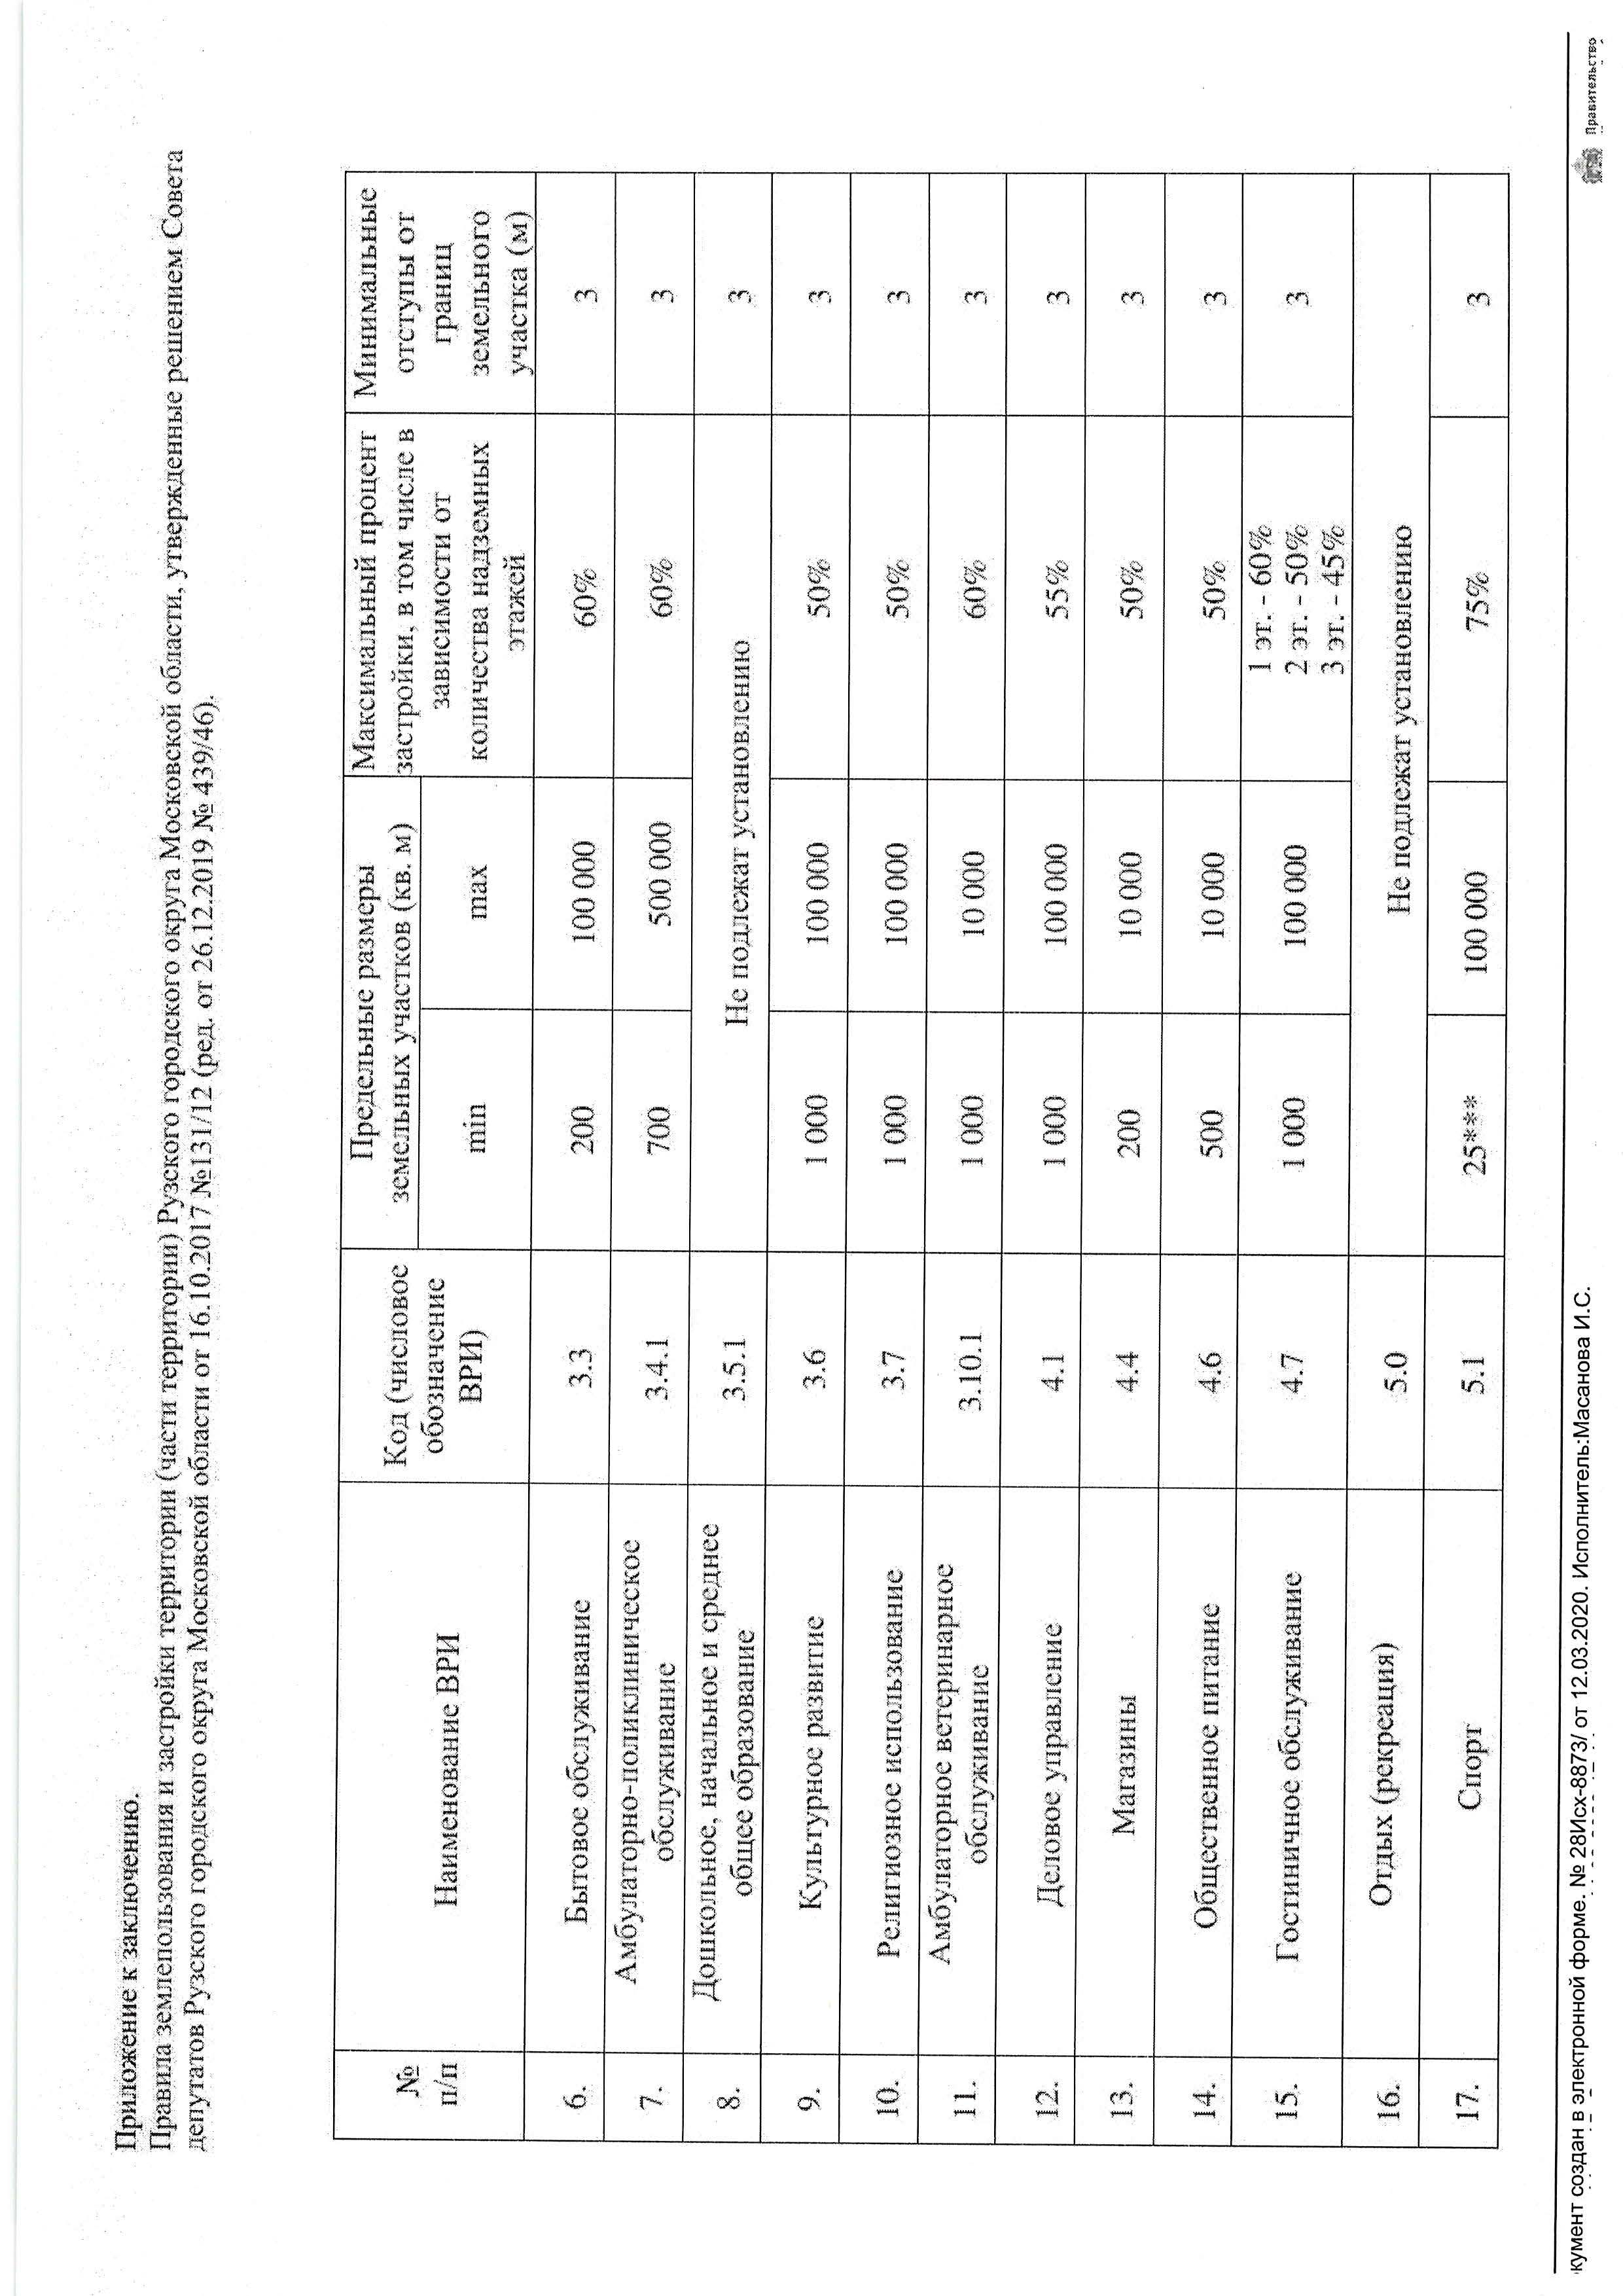 Приложение к заключению.
Правила землепользования и застройки территории (части территории) Рузского городского округа Московской области, утвержденные решением Совета
депутатов Рузского городского округа Московской области от 16.10.2017 №131/12 (ред. от 26.12.2019 № 439/46).
№ п/п
Наименование ВРИ
Код (числовое
обозначение
ВРИ)
Предельные размеры
земельных участков (кв. м)
min
max
Максимальный процент
застройки, в том числе в
зависимости от
количества надземных
этажей
Минимальные
отступы от
границ
земельного
участка (м)
6. Бытовое обслуживание 3.3 200 100 000 60% 3
7. Амбулаторно-поликлиническое
обслуживание 3.4.1 700 500 000 60% 3
8. Дошкольное, начальное и среднее
общее образование 3.5.1 Не подлежат установлению 3
9. Культурное развитие 3.6 1 000 100 000 50% 3
10. Религиозное использование 3.7 1 000 100 000 50% 3
11. Амбулаторное ветеринарное
обслуживание 3.10.1 1 000 10 000 60% 3
12. Деловое управление 4.1 1 000 100 000 55% 3
13. Магазины 4.4 200 10 000 50% 3
14. Общественное питание 4.6 500 10 000 50% 3
15. Гостиничное обслуживание 4.7 1 000 100 000 1 эт. - 60%
2 эт. - 50%
3 эт. - 45% 3
16. Отдых (рекреация) 5.0 Не подлежат установлению
17. Спорт 5.1 25*** 100 000 75% 3
кумент создан в электронной форме. № 28Исх-8873/ от 12.03.2020. Исполнитель:Масанова И.С.
Правительство